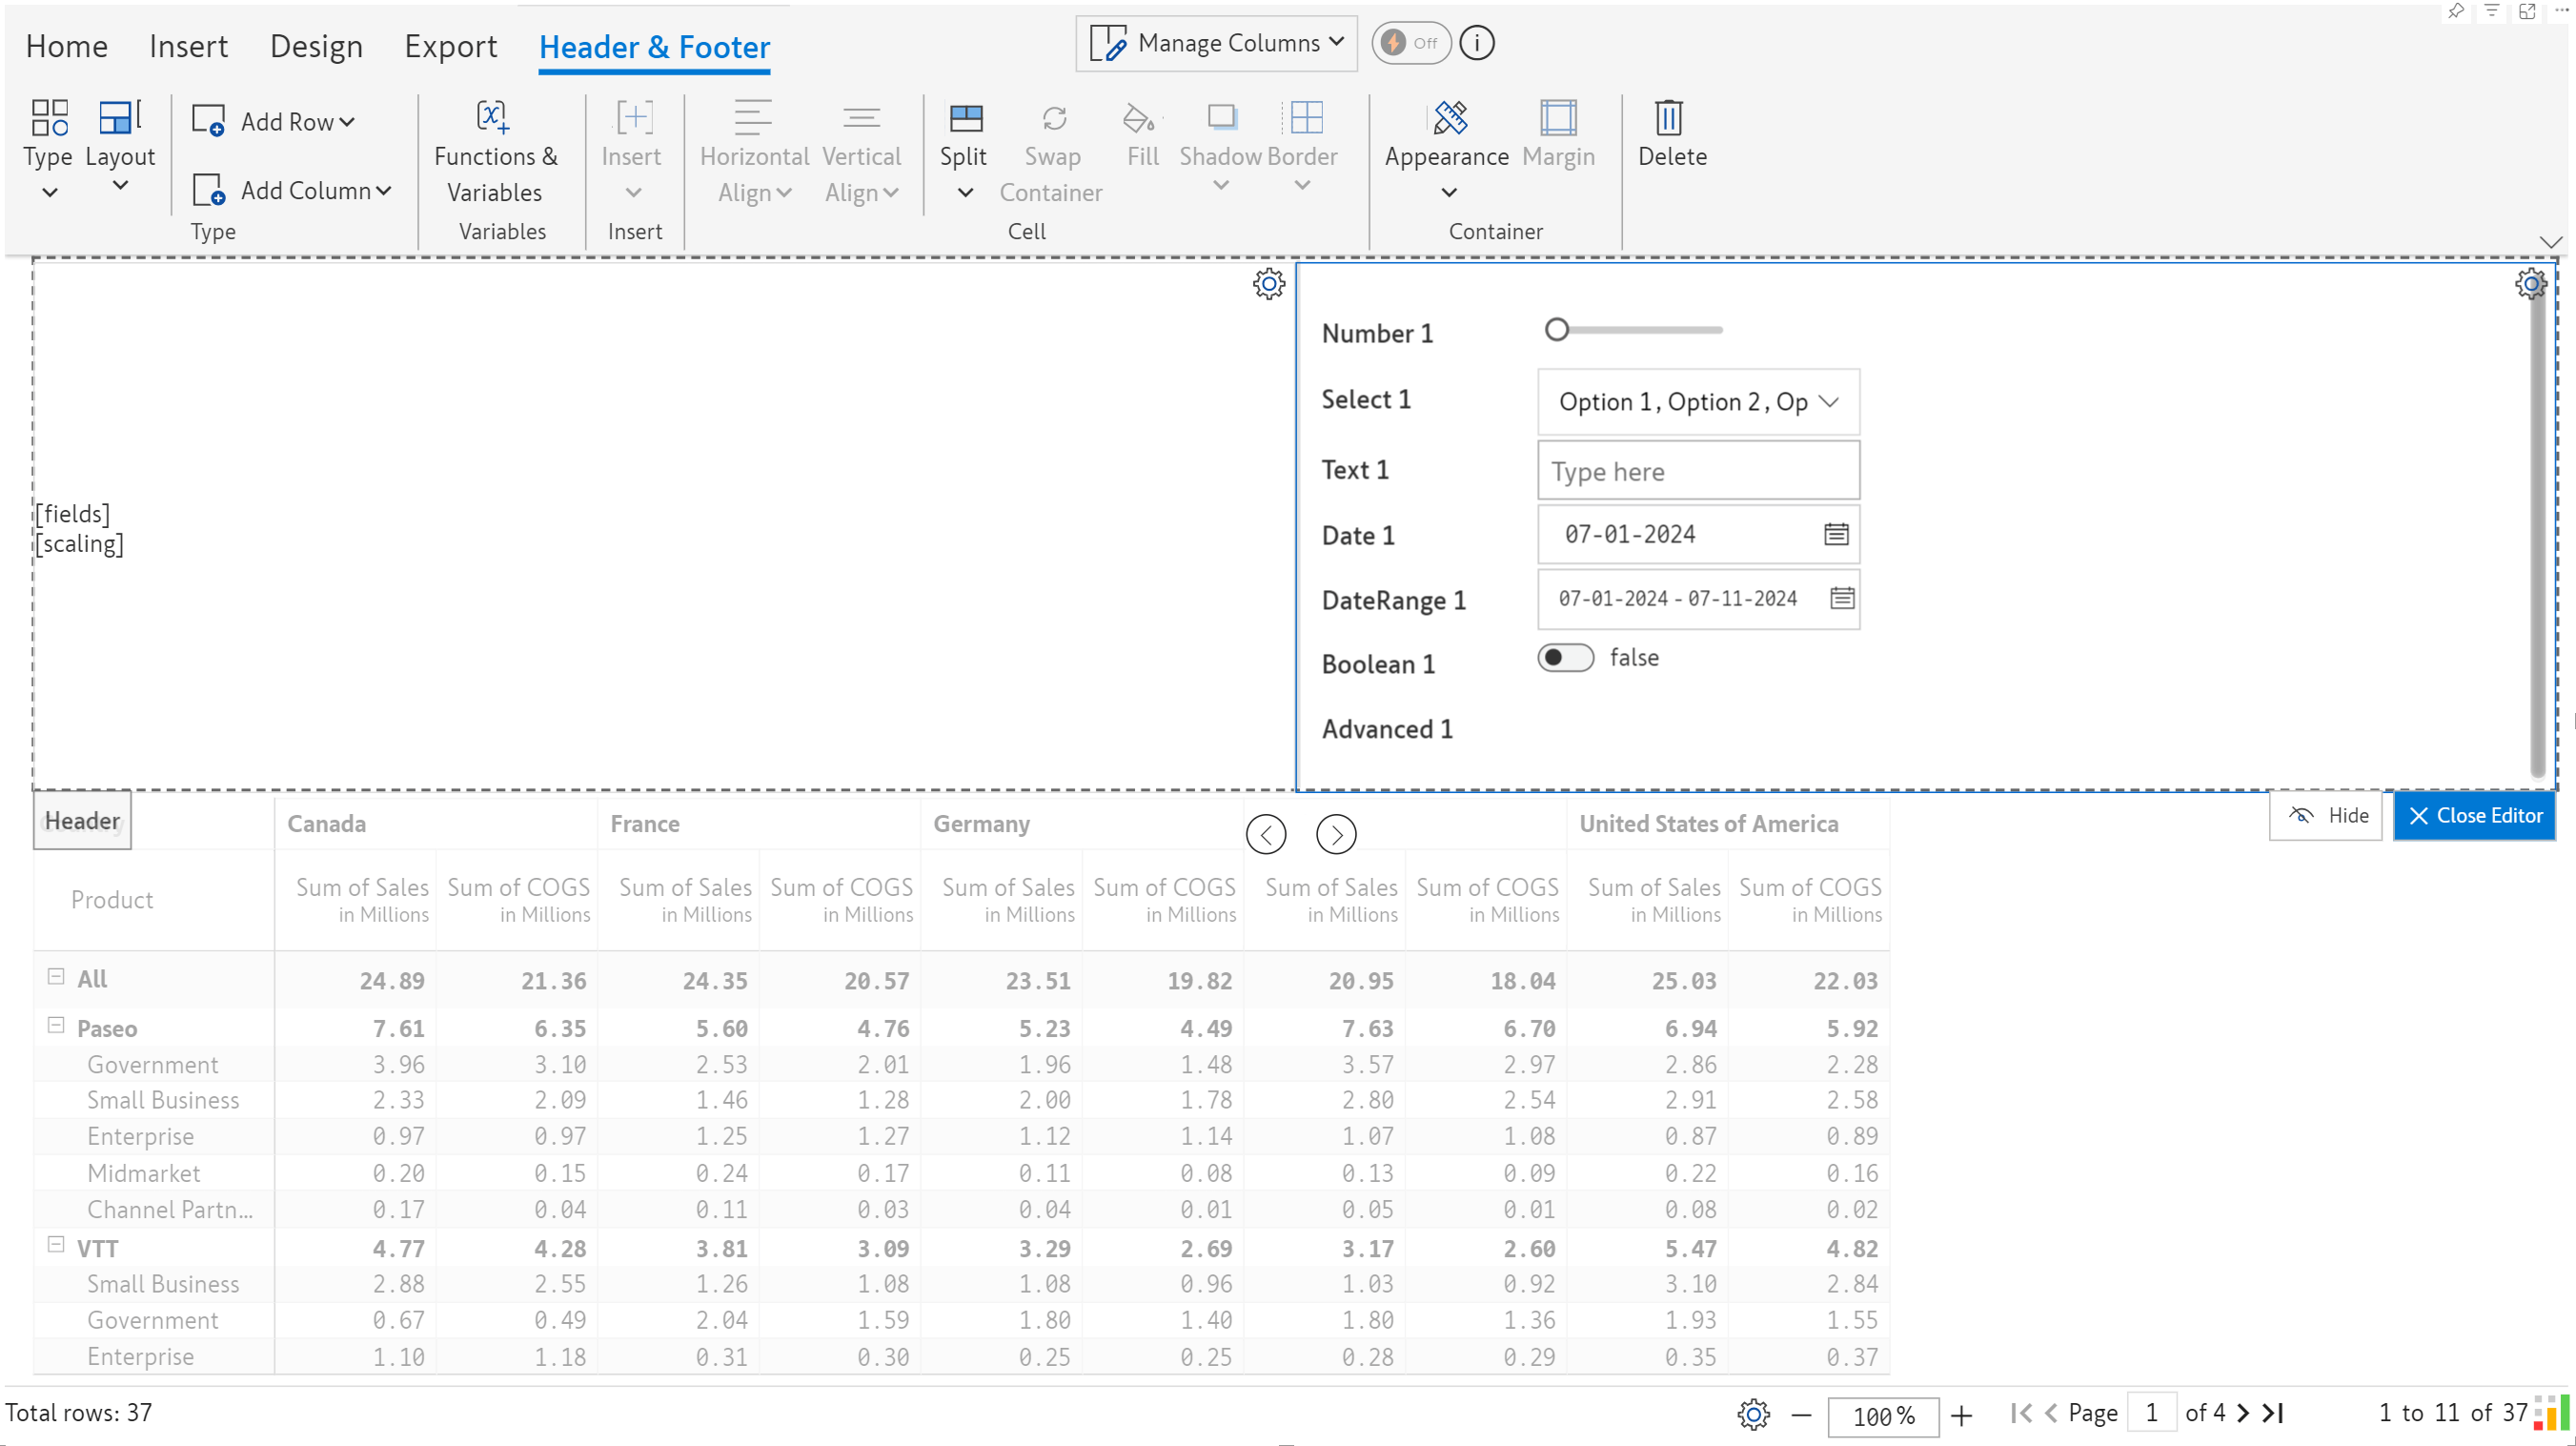 Home Insert Design Export Header & Footer Manage Columns Off i
Type Layout Add Row Add Column Type
Functions & Variables Variables
Insert Insert
Horizontal Align Vertical Align
Split Swap Container Fill Shadow Border Cell
Appearance Margin Container
Delete
[fields]
[scaling]
Number 1
Select 1 Option 1 , Option 2 , Op
Text 1 Type here
Date 1 07-01-2024
DateRange 1 07-01-2024 - 07-11-2024
Boolean 1 false
Advanced 1
Header Canada France Germany United States of America
Hide Close Editor
Product Sum of Sales in Millions Sum of COGS in Millions Sum of Sales in Millions Sum of COGS in Millions Sum of Sales in Millions Sum of COGS in Millions Sum of Sales in Millions Sum of COGS in Millions Sum of Sales in Millions Sum of COGS in Millions
All 24.89 21.36 24.35 20.57 23.51 19.82 20.95 18.04 25.03 22.03
Paseo 7.61 6.35 5.60 4.76 5.23 4.49 7.63 6.70 6.94 5.92
Government 3.96 3.10 2.53 2.01 1.96 1.48 3.57 2.97 2.86 2.28
Small Business 2.33 2.09 1.46 1.28 2.00 1.78 2.80 2.54 2.91 2.58
Enterprise 0.97 0.97 1.25 1.27 1.12 1.14 1.07 1.08 0.87 0.89
Midmarket 0.20 0.15 0.24 0.17 0.11 0.08 0.13 0.09 0.22 0.16
Channel Partn... 0.17 0.04 0.11 0.03 0.04 0.01 0.05 0.01 0.08 0.02
VTT 4.77 4.28 3.81 3.09 3.29 2.69 3.17 2.60 5.47 4.82
Small Business 2.88 2.55 1.26 1.08 1.08 0.96 1.03 0.92 3.10 2.84
Government 0.67 0.49 2.04 1.59 1.80 1.40 1.80 1.36 1.93 1.55
Enterprise 1.10 1.18 0.31 0.30 0.25 0.25 0.28 0.29 0.35 0.37
Total rows: 37 100% Page 1 of 4 1 to 11 of 37